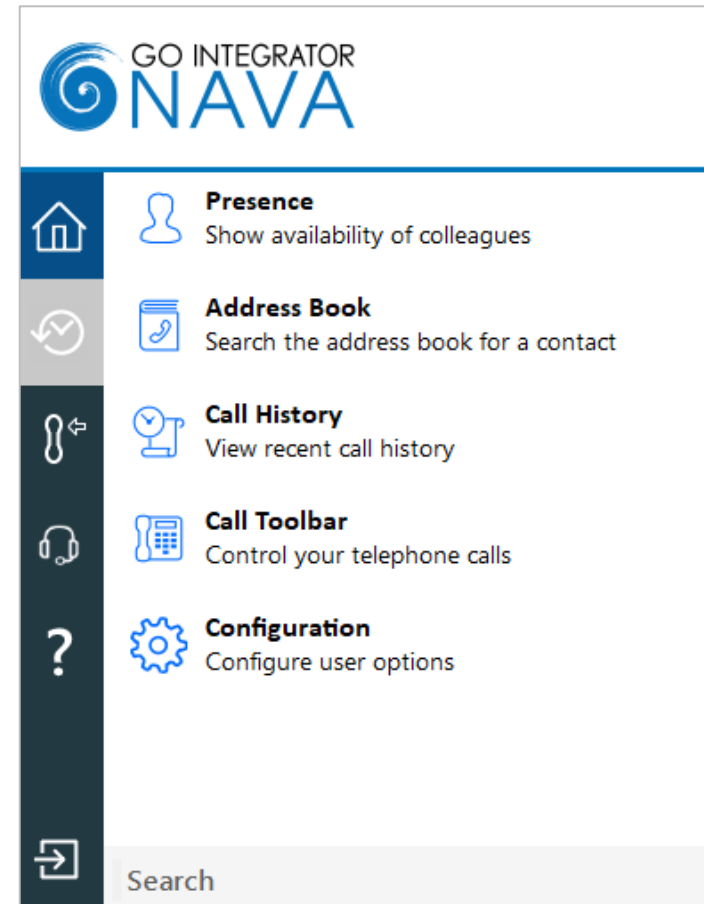 GO INTEGRATOR
NAVA
Presence
Show availability of colleagues
Address Book
Search the address book for a contact
Call History
View recent call history
Call Toolbar
Control your telephone calls
Configuration
Configure user options
?
Search